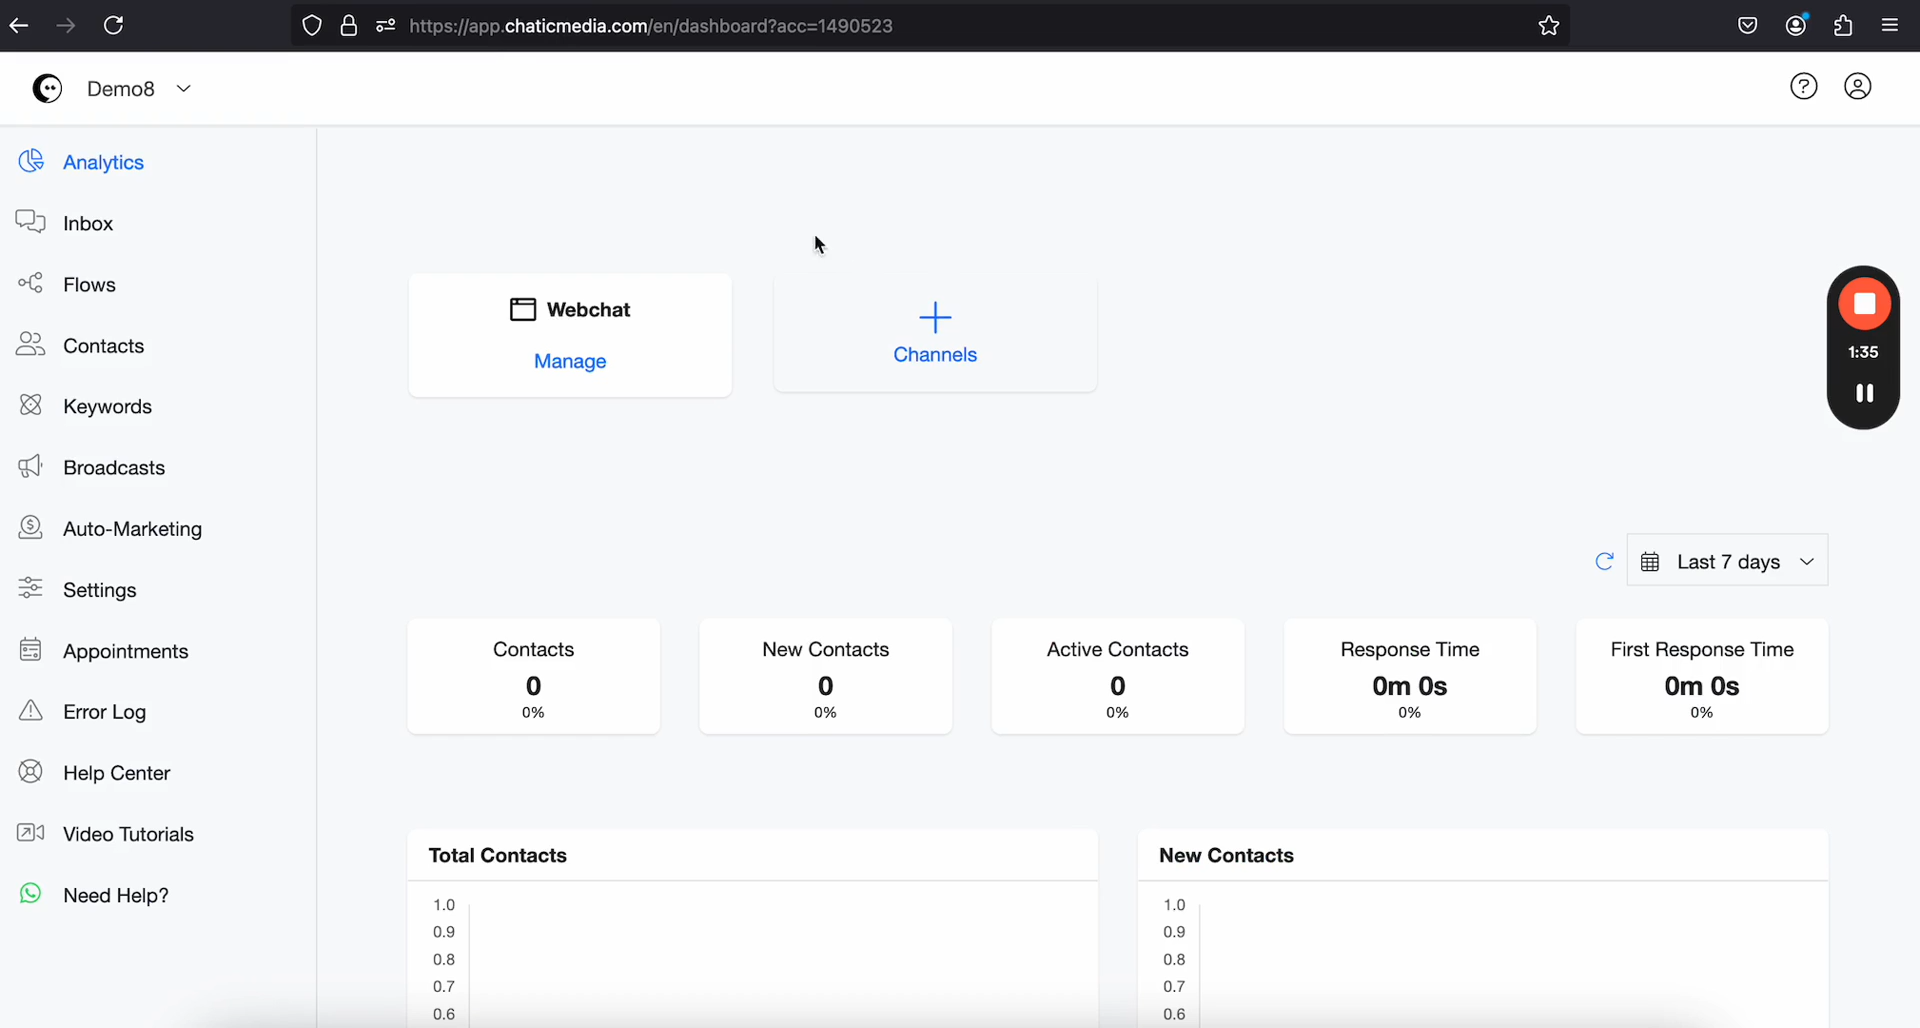 https://app.chaticmedia.com/en/dashboard?acc=1490523
Demo8
?
Analytics
Inbox
Flows
Contacts
Keywords
Broadcasts
Auto-Marketing
Settings
Appointments
Error Log
Help Center
Video Tutorials
Need Help?
Webchat
Manage
Channels
1:35
Last 7 days
Contacts
0
0%
New Contacts
0
0%
Active Contacts
0
0%
Response Time
0m 0s
0%
First Response Time
0m 0s
0%
Total Contacts
1.0
0.9
0.8
0.7
0.6
New Contacts
1.0
0.9
0.8
0.7
0.6